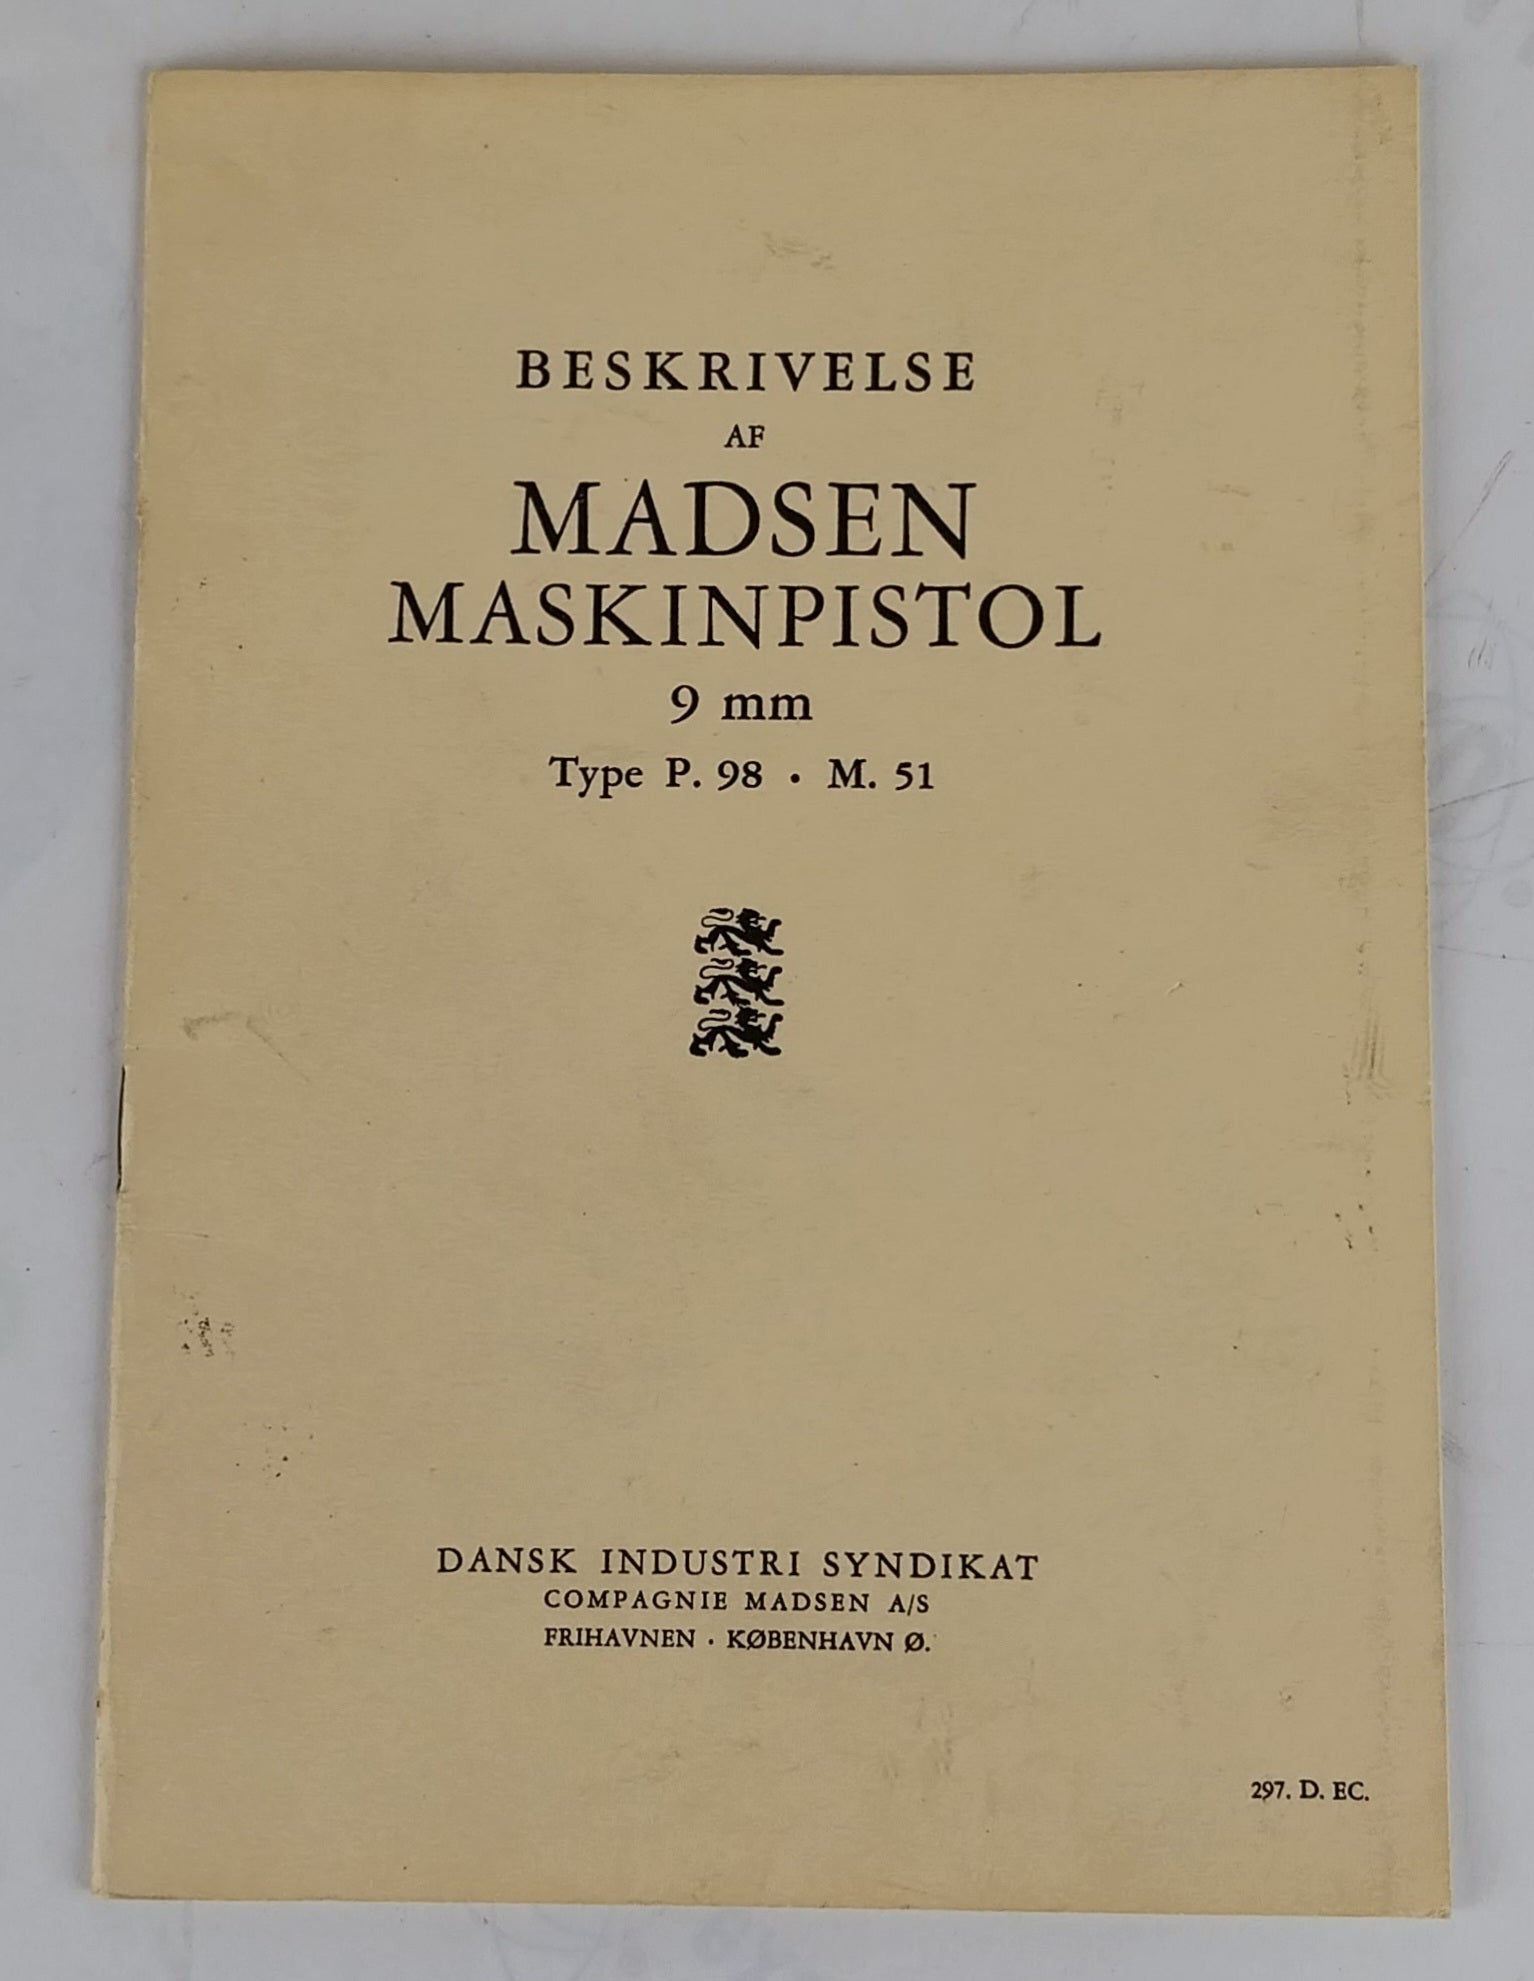 BESKRIVELSE
AF
MADSEN
MASKINPISTOL
9 mm
Type P. 98 · M. 51
DANSK INDUSTRI SYNDIKAT
COMPAGNIE MADSEN A/S
FRIHAVNEN · KØBENHAVN Ø.
297. D. EC.